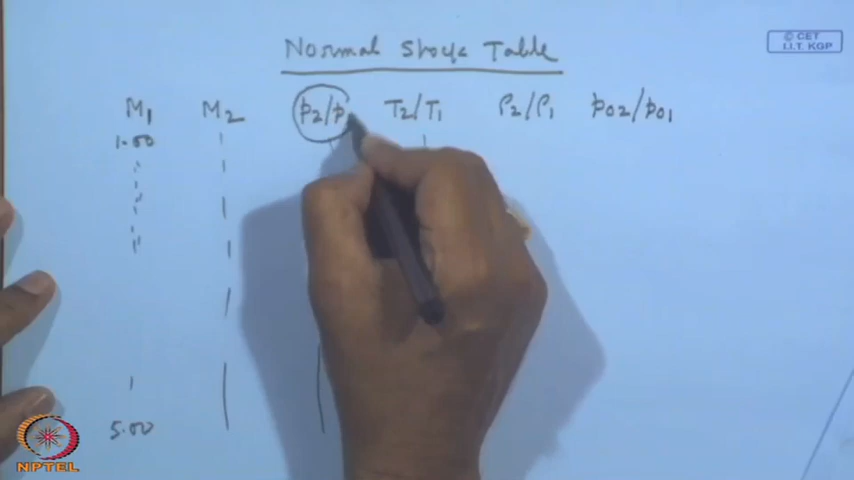 © CET
I.I.T. KGP
Normal Shock Table
M₁ M₂ p₂/p₁ T₂/T₁ ρ₂/ρ₁ p₀₂/p₀₁
1.00
5.00
NPTEL